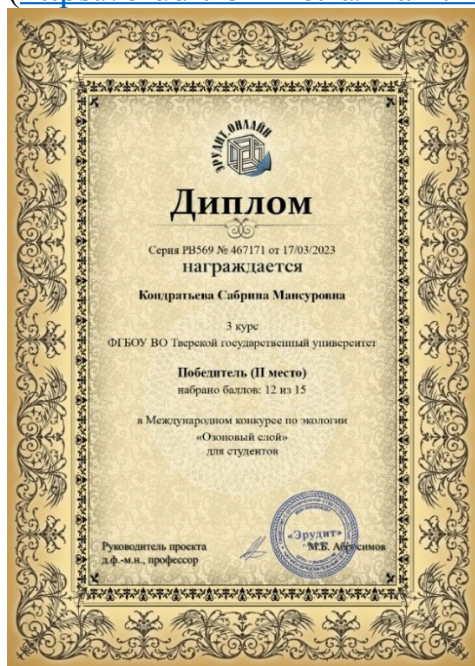 ЭРУДИТ.ОНЛАЙН
Диплом
Серия РВ569 № 467171 от 17/03/2023
награждается
Кондратьева Сабрина Мансуровна
3 курс
ФГБОУ ВО Тверской государственный университет
Победитель (II место)
набрано баллов: 12 из 15
в Международном конкурсе по экологии
«Озоновый слой»
для студентов
«Эрудит»
Руководитель проекта М.Б. Абросимов
д.ф.-м.н., профессор